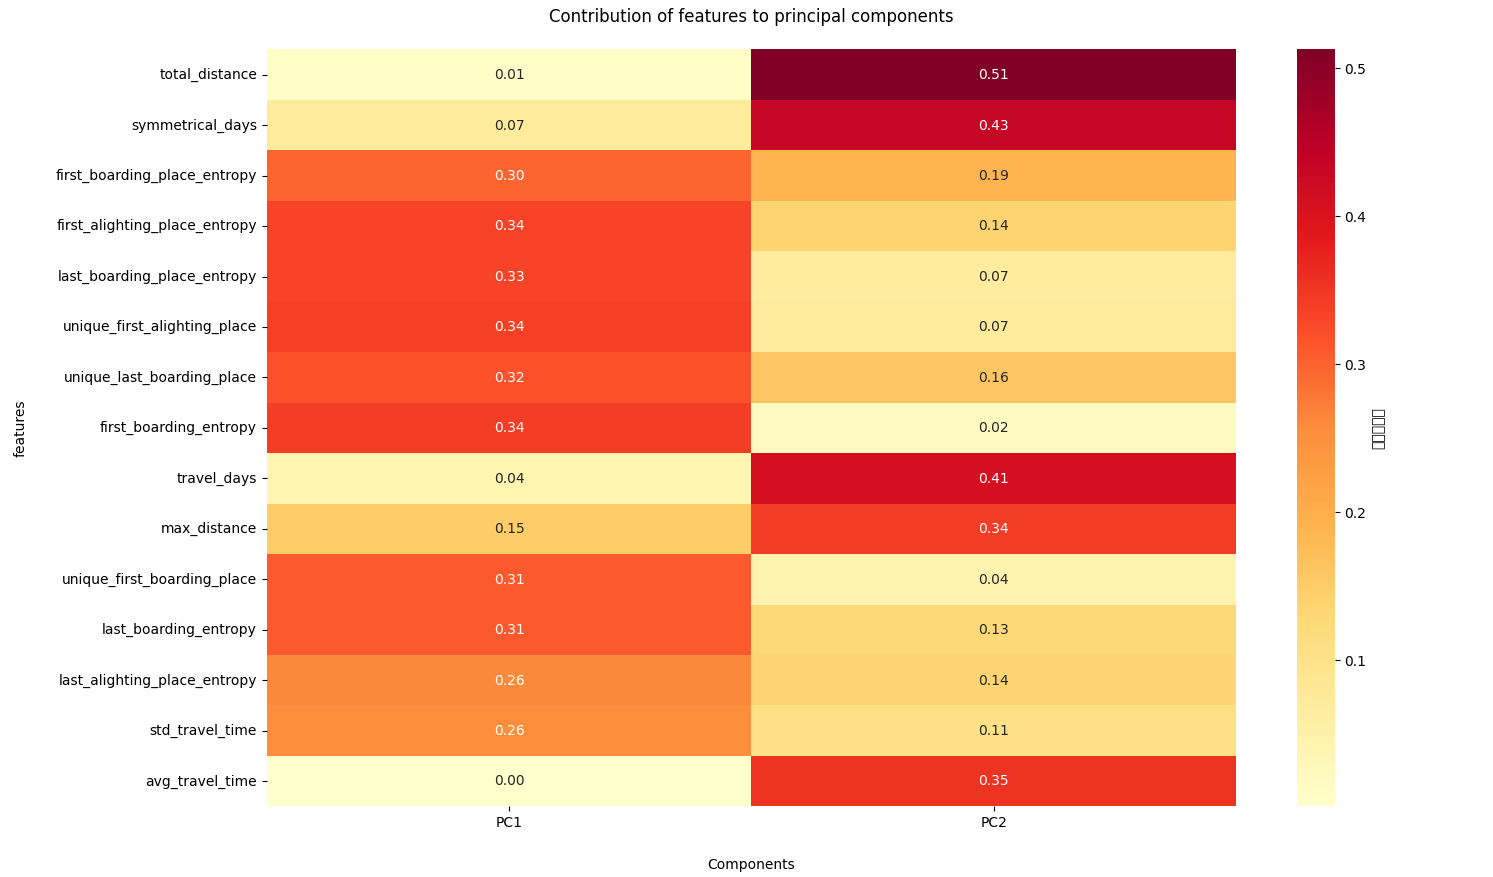 Contribution of features to principal components
total_distance 0.01 0.51
symmetrical_days 0.07 0.43
first_boarding_place_entropy 0.30 0.19
first_alighting_place_entropy 0.34 0.14
last_boarding_place_entropy 0.33 0.07
unique_first_alighting_place 0.34 0.07
unique_last_boarding_place 0.32 0.16
first_boarding_entropy 0.34 0.02
travel_days 0.04 0.41
max_distance 0.15 0.34
unique_first_boarding_place 0.31 0.04
last_boarding_entropy 0.31 0.13
last_alighting_place_entropy 0.26 0.14
std_travel_time 0.26 0.11
avg_travel_time 0.00 0.35
PC1 PC2
Components
features
0.5
0.4
0.3
0.2
0.1